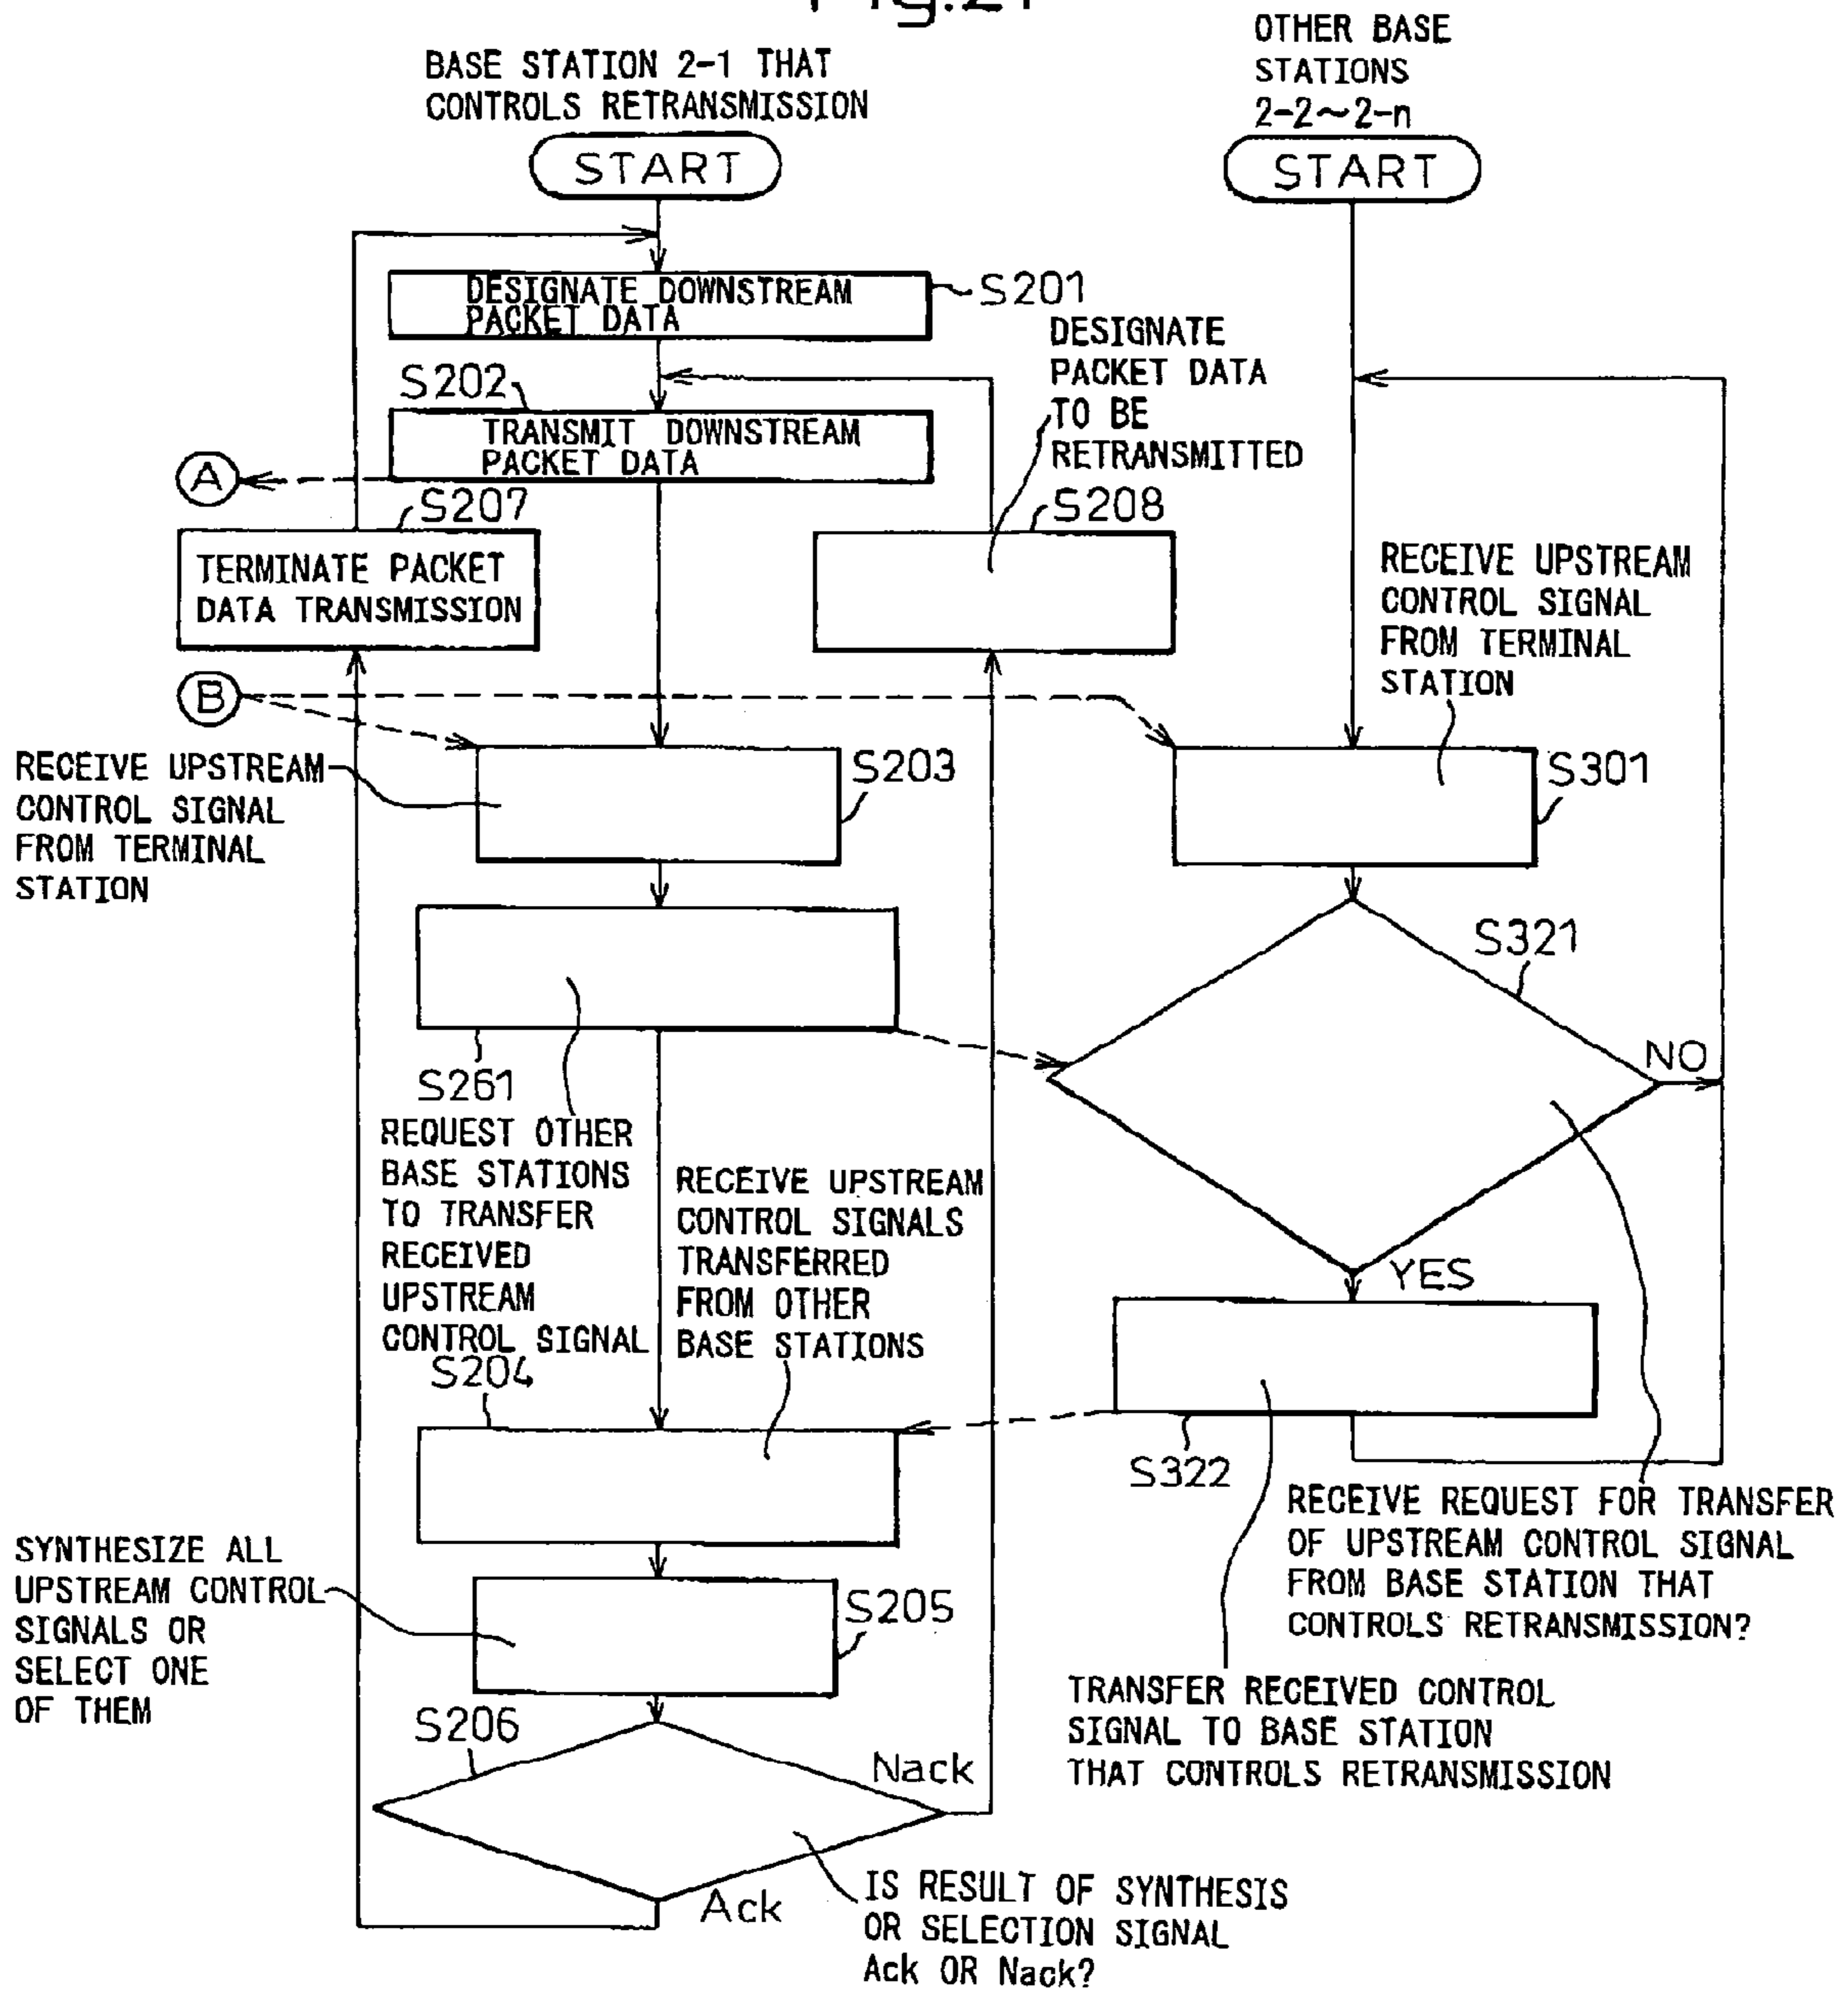 BASE STATION 2-1 THAT
CONTROLS RETRANSMISSION
START
OTHER BASE
STATIONS
2-2~2-n
START
DESIGNATE DOWNSTREAM
PACKET DATA
S201
S202
TRANSMIT DOWNSTREAM
PACKET DATA
DESIGNATE
PACKET DATA
TO BE
RETRANSMITTED
A
S207
TERMINATE PACKET
DATA TRANSMISSION
S208
RECEIVE UPSTREAM
CONTROL SIGNAL
FROM TERMINAL
STATION
B
RECEIVE UPSTREAM
CONTROL SIGNAL
FROM TERMINAL
STATION
S203
S301
S321
NO
S261
REQUEST OTHER
BASE STATIONS
TO TRANSFER
RECEIVED
UPSTREAM
CONTROL SIGNAL
RECEIVE UPSTREAM
CONTROL SIGNALS
TRANSFERRED
FROM OTHER
BASE STATIONS
YES
S204
S322
RECEIVE REQUEST FOR TRANSFER
OF UPSTREAM CONTROL SIGNAL
FROM BASE STATION THAT
CONTROLS RETRANSMISSION?
SYNTHESIZE ALL
UPSTREAM CONTROL
SIGNALS OR
SELECT ONE
OF THEM
S205
TRANSFER RECEIVED CONTROL
SIGNAL TO BASE STATION
THAT CONTROLS RETRANSMISSION
S206
Nack
Ack
IS RESULT OF SYNTHESIS
OR SELECTION SIGNAL
Ack OR Nack?